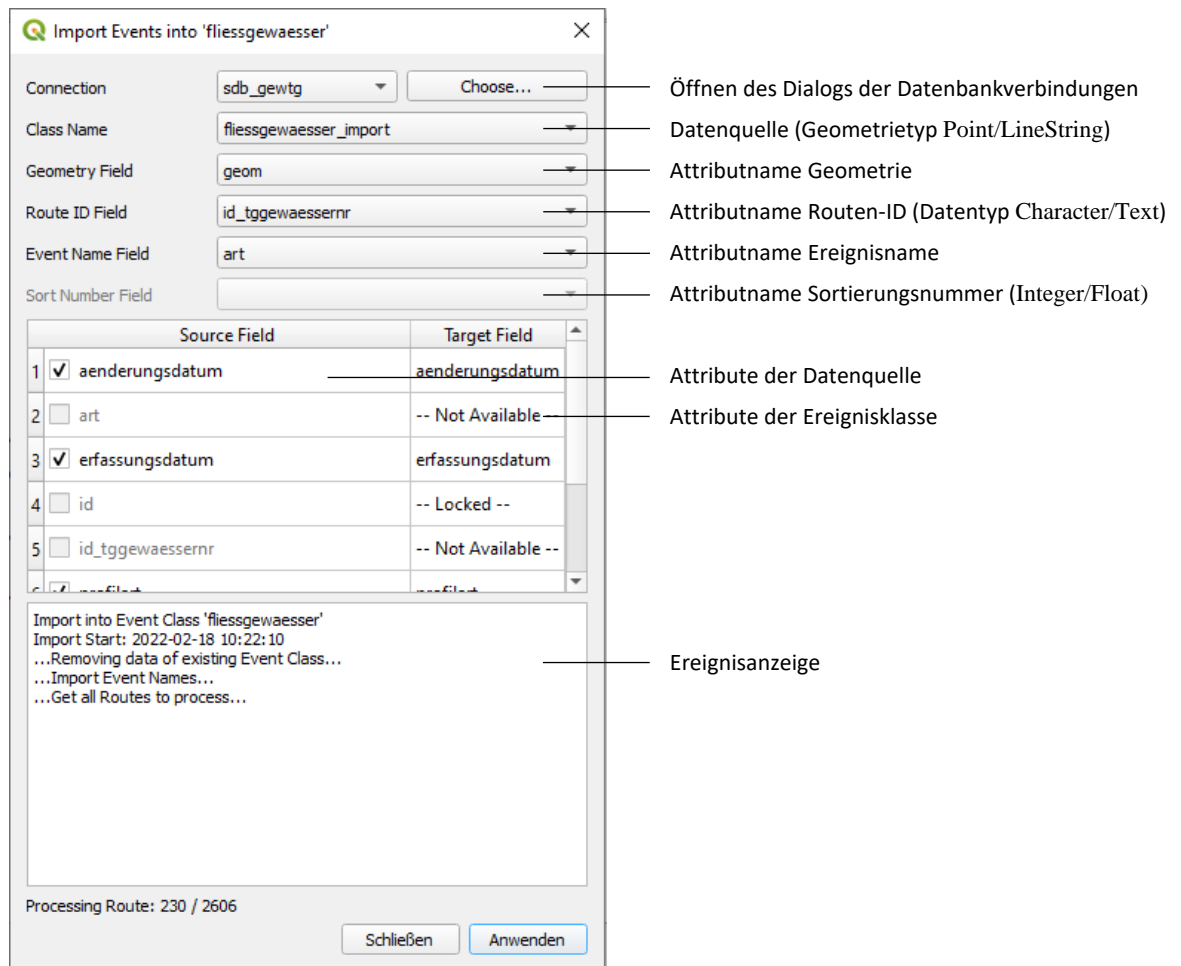 Import Events into 'fliessgewaesser'
Connection sdb_gewtg Choose... Öffnen des Dialogs der Datenbankverbindungen
Class Name fliessgewaesser_import Datenquelle (Geometrietyp Point/LineString)
Geometry Field geom Attributname Geometrie
Route ID Field id_tggewaessernr Attributname Routen-ID (Datentyp Character/Text)
Event Name Field art Attributname Ereignisname
Sort Number Field Attributname Sortierungsnummer (Integer/Float)
Source Field Target Field
1 aenderungsdatum aenderungsdatum Attribute der Datenquelle
2 art -- Not Available -- Attribute der Ereignisklasse
3 erfassungsdatum erfassungsdatum
4 id -- Locked --
5 id_tggewaessernr -- Not Available --
6 profilart profilart
Import into Event Class 'fliessgewaesser'
Import Start: 2022-02-18 10:22:10
...Removing data of existing Event Class... Ereignisanzeige
...Import Event Names...
...Get all Routes to process...
Processing Route: 230 / 2606
Schließen Anwenden